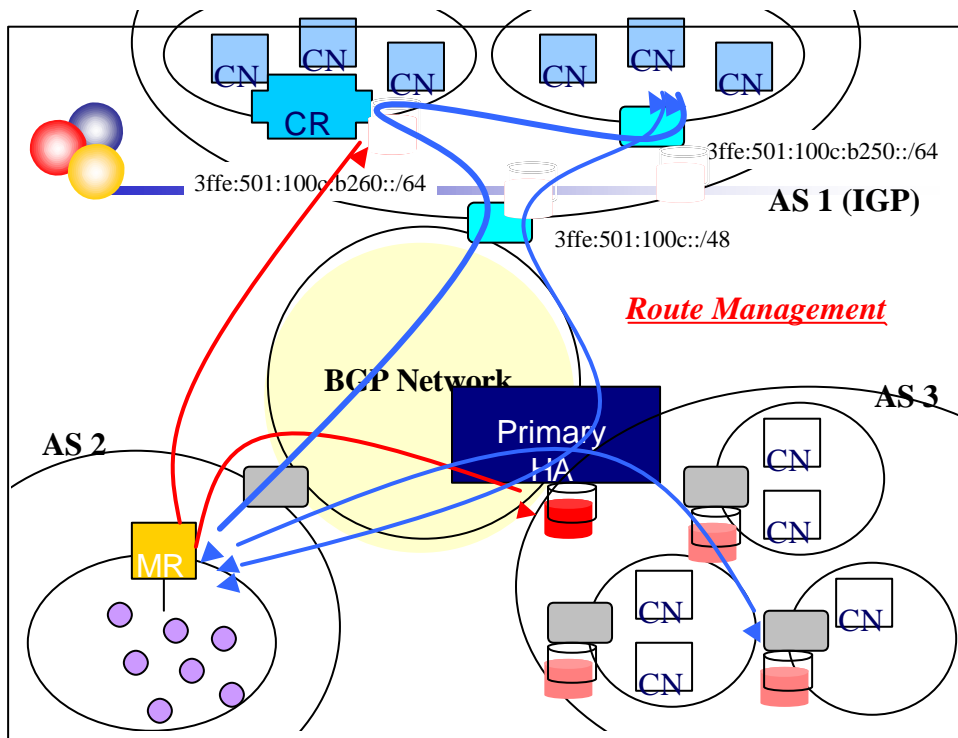 CN
CN
CN
CN
CN
CN
CR
3ffe:501:100c:b260::/64
3ffe:501:100c:b250::/64
AS 1 (IGP)
3ffe:501:100c::/48
Route Management
BGP Network
AS 3
Primary
HA
AS 2
CN
CN
MR
CN
CN
CN